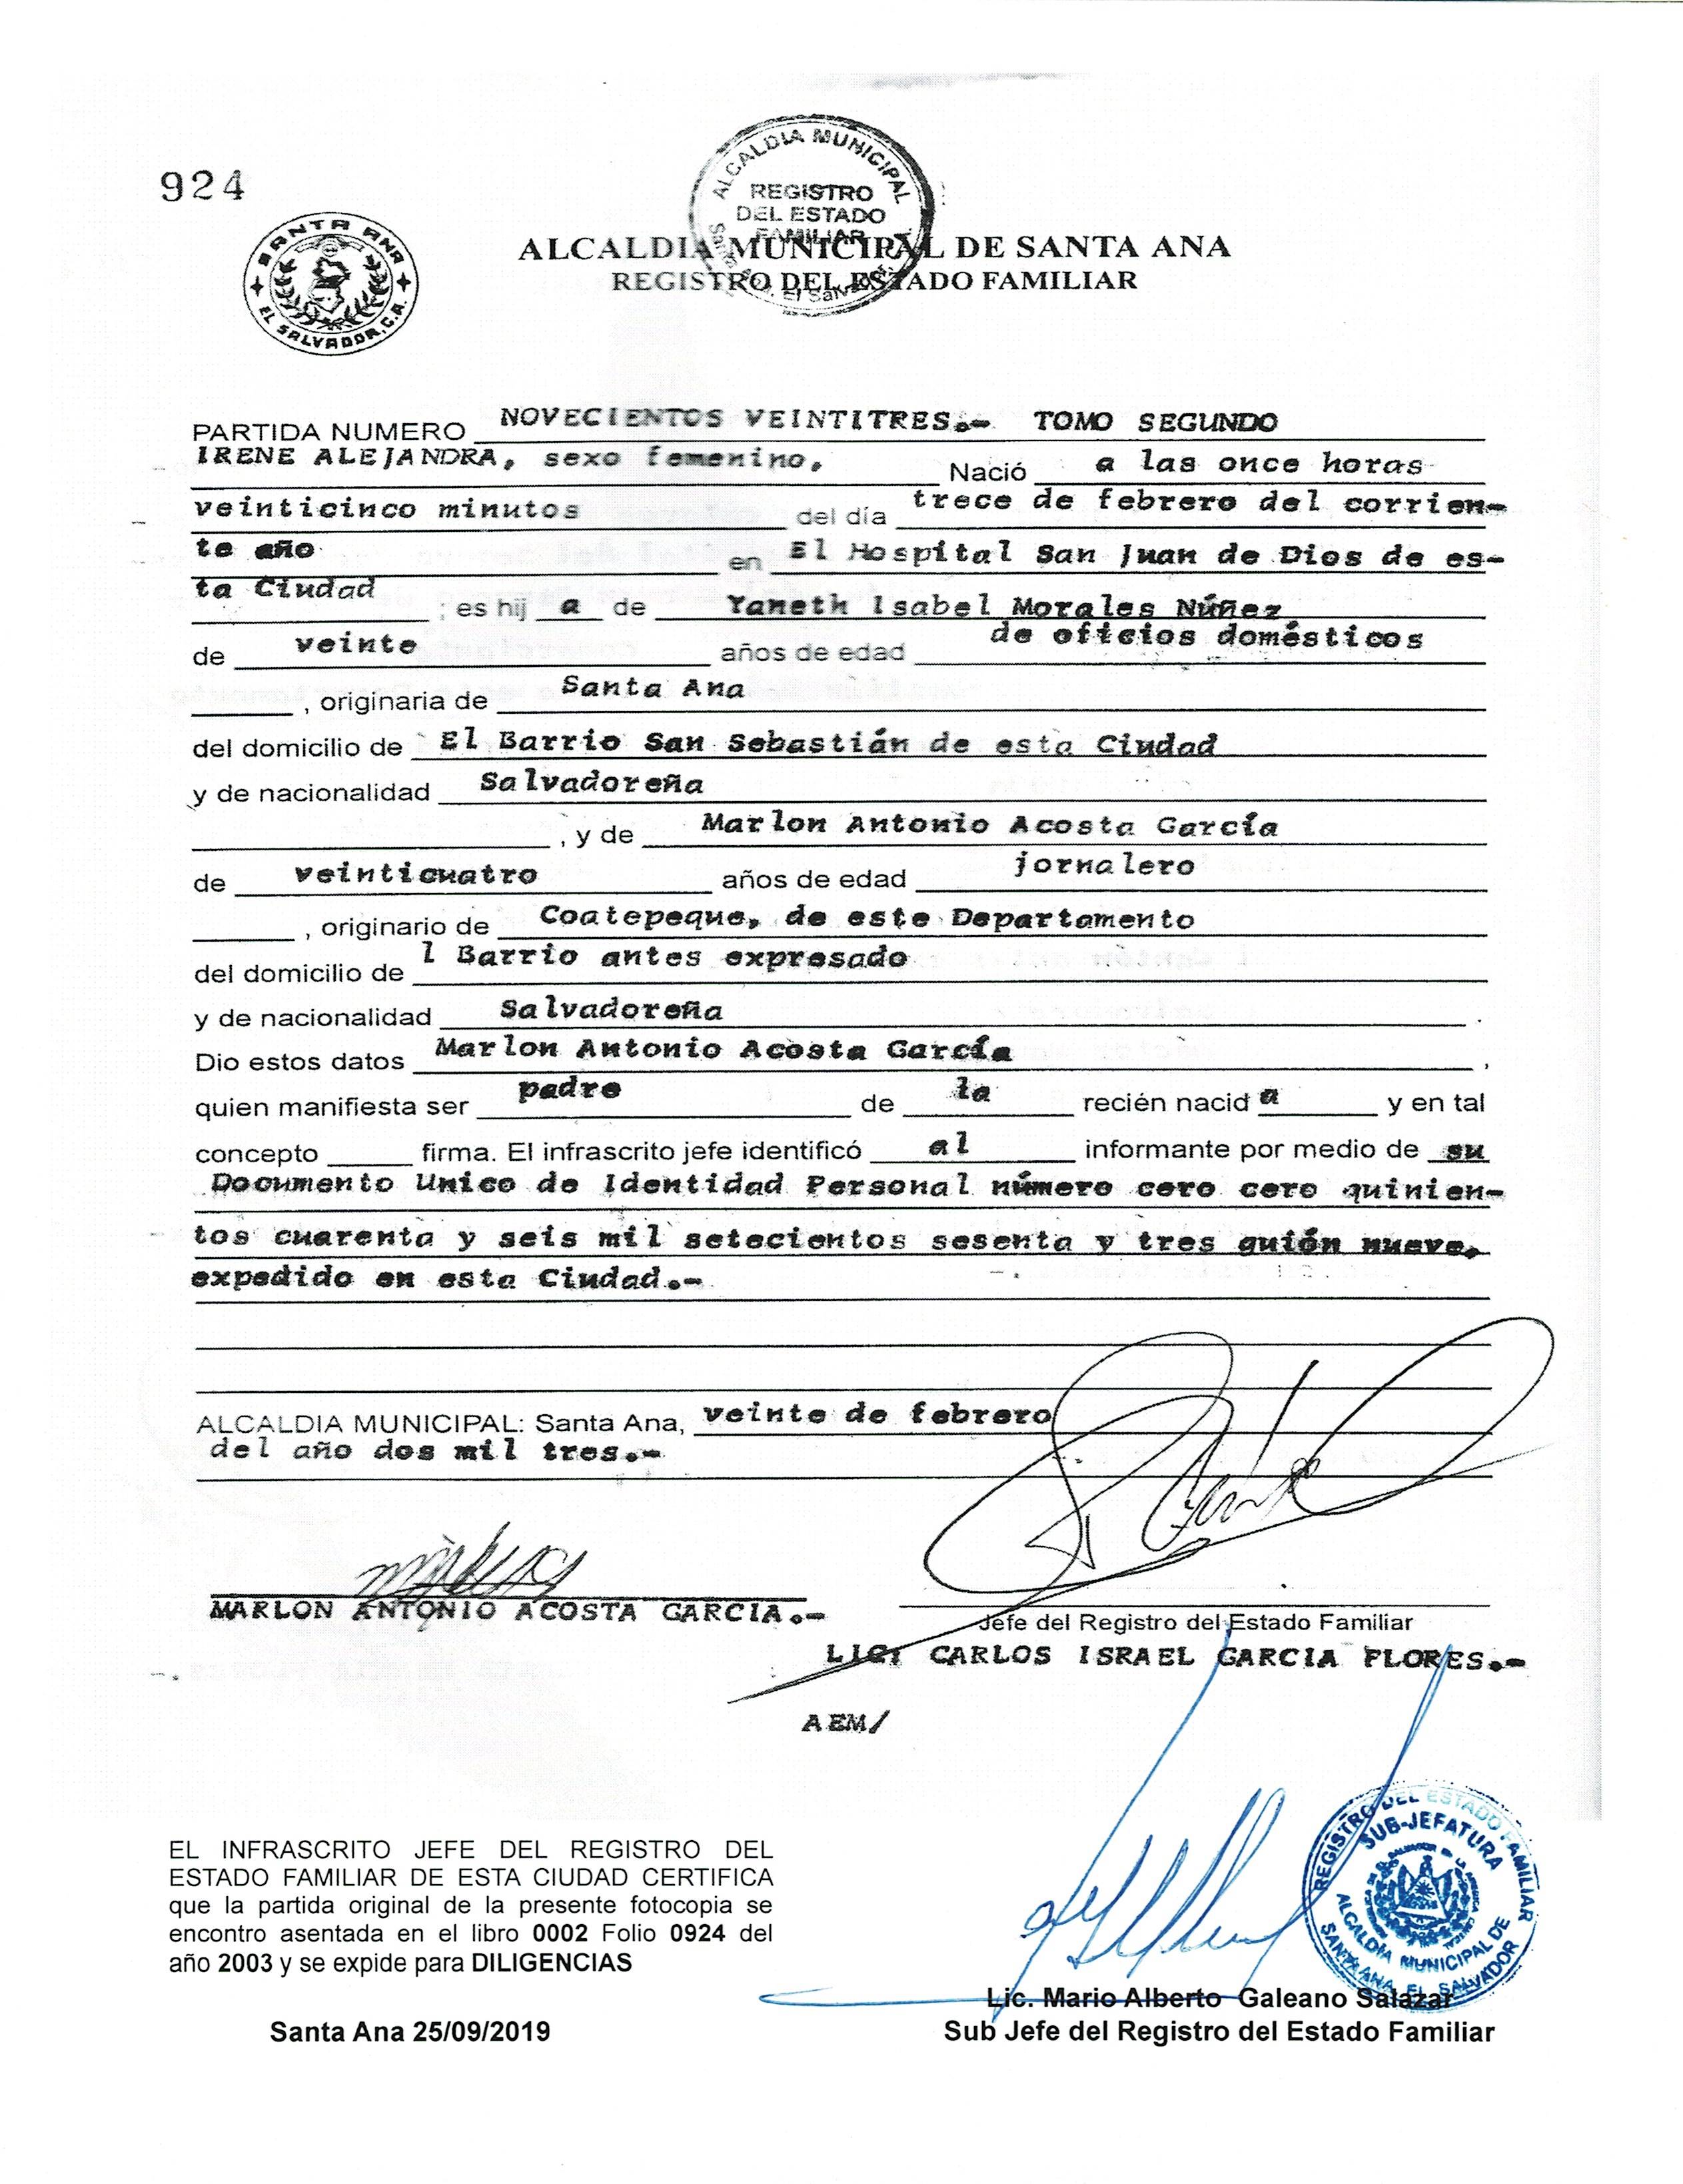 924
ALCALDIA MUNICIPAL
REGISTRO
DEL ESTADO
FAMILIAR
Santa Ana, El Salvador,
SANTA ANA
EL SALVADOR, C.A.
ALCALDIA MUNICIPAL DE SANTA ANA
REGISTRO DEL ESTADO FAMILIAR
PARTIDA NUMERO NOVECIENTOS VEINTITRES.- TOMO SEGUNDO
IRENE ALEJANDRA, sexo femenino, Nació a las once horas
veinticinco minutos del día trece de febrero del corrien-
te año en El Hospital San Juan de Dios de es-
ta Ciudad ; es hij a de Yaneth Isabel Morales Núñez
de veinte años de edad de oficios domésticos
, originaria de Santa Ana
del domicilio de El Barrio San Sebastián de esta Ciudad
y de nacionalidad Salvadoreña
, y de Marlon Antonio Acosta García
de veinticuatro años de edad jornalero
, originario de Coatepeque, de este Departamento
del domicilio de l Barrio antes expresado
y de nacionalidad Salvadoreña .
Dio estos datos Marlon Antonio Acosta García ,
quien manifiesta ser padre de la recién nacid a y en tal
concepto firma. El infrascrito jefe identificó al informante por medio de su
Documento Unico de Identidad Personal número cero cero quinien-
tos cuarenta y seis mil setecientos sesenta y tres guión nueve,
expedido en esta Ciudad.-
ALCALDIA MUNICIPAL: Santa Ana, veinte de febrero
del año dos mil tres.-
MARLON ANTONIO ACOSTA GARCIA.-
Jefe del Registro del Estado Familiar
LIC. CARLOS ISRAEL GARCIA FLORES.-
AEM/
EL INFRASCRITO JEFE DEL REGISTRO DEL
ESTADO FAMILIAR DE ESTA CIUDAD CERTIFICA
que la partida original de la presente fotocopia se
encontro asentada en el libro 0002 Folio 0924 del
año 2003 y se expide para DILIGENCIAS
Santa Ana 25/09/2019
REGISTRO DEL ESTADO FAMILIAR
SUB-JEFATURA
ALCALDÍA MUNICIPAL DE
SANTA ANA, EL SALVADOR
Lic. Mario Alberto Galeano Salazar
Sub Jefe del Registro del Estado Familiar